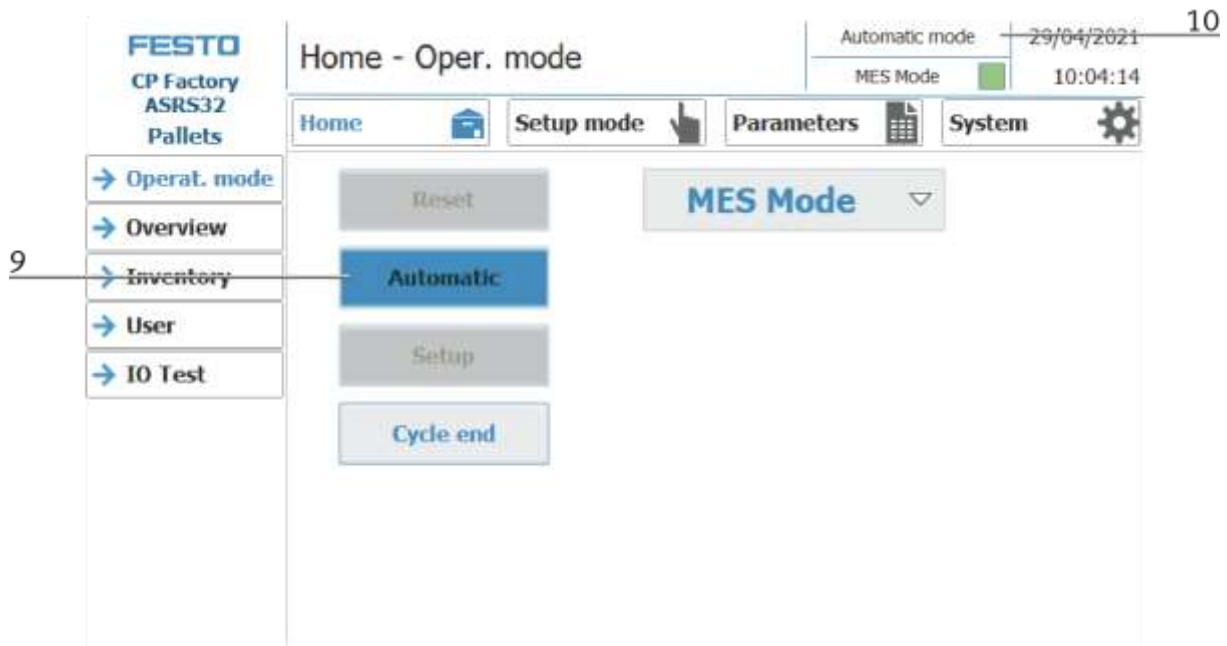 10
FESTO
CP Factory
ASRS32
Pallets
Home - Oper. mode
Automatic mode
29/04/2021
MES Mode
10:04:14
Home
Setup mode
Parameters
System
Operat. mode
Overview
Inventory
User
IO Test
Reset
MES Mode
9
Automatic
Setup
Cycle end